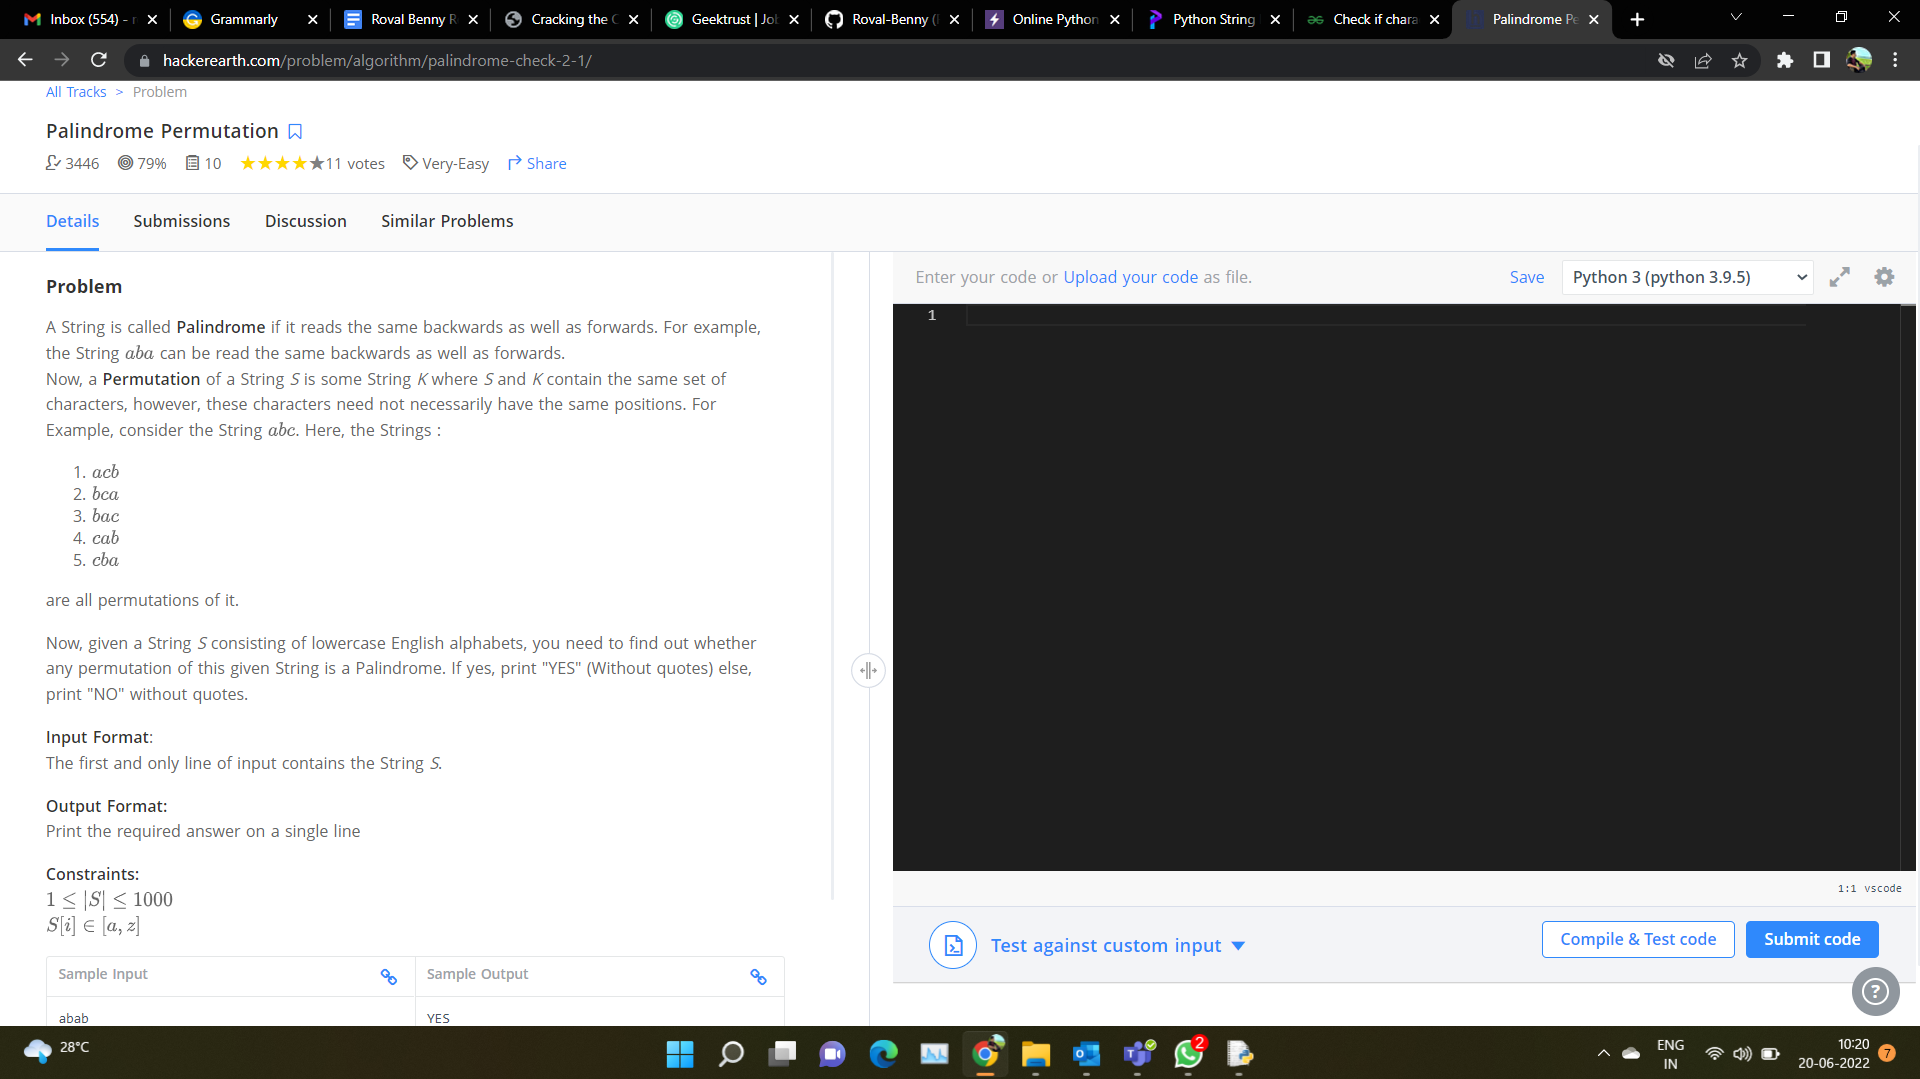 Inbox (554) - r
Grammarly
Roval Benny R
Cracking the C
Geektrust | Jol
Roval-Benny (
Online Python
Python String
Check if chara
Palindrome Pe
hackerearth.com/problem/algorithm/palindrome-check-2-1/
All Tracks > Problem
Palindrome Permutation
3446 79% 10 ★★★★★11 votes Very-Easy Share
Details Submissions Discussion Similar Problems
Problem
A String is called Palindrome if it reads the same backwards as well as forwards. For example,
the String aba can be read the same backwards as well as forwards.
Now, a Permutation of a String S is some String K where S and K contain the same set of
characters, however, these characters need not necessarily have the same positions. For
Example, consider the String abc. Here, the Strings :
1. acb
2. bca
3. bac
4. cab
5. cba
are all permutations of it.
Now, given a String S consisting of lowercase English alphabets, you need to find out whether
any permutation of this given String is a Palindrome. If yes, print "YES" (Without quotes) else,
print "NO" without quotes.
Input Format:
The first and only line of input contains the String S.
Output Format:
Print the required answer on a single line
Constraints:
1 ≤ |S| ≤ 1000
S[i] ∈ [a, z]
Sample Input Sample Output
abab YES
Enter your code or Upload your code as file. Save Python 3 (python 3.9.5)
1
1:1 vscode
Test against custom input Compile & Test code Submit code
?
28°C
2
ENG
IN
10:20
20-06-2022
7